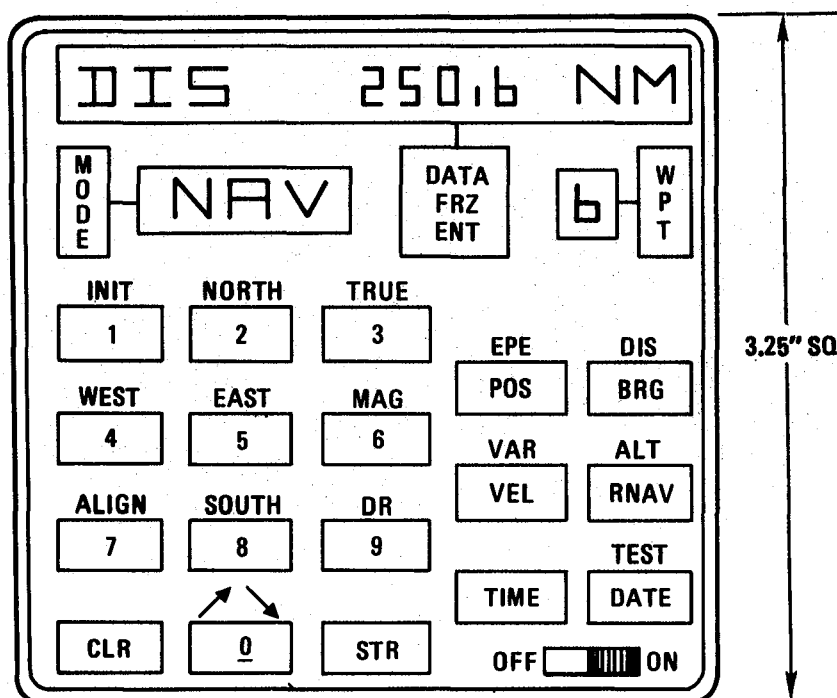 DIS 250.6 NM
MODE
NAV
DATA
FRZ
ENT
6
WPT
INIT NORTH TRUE
1 2 3
EPE DIS
POS BRG
3.25" SQ
WEST EAST MAG
4 5 6
VAR ALT
VEL RNAV
ALIGN SOUTH DR
7 8 9
TEST
TIME DATE
CLR 0 STR
OFF ON